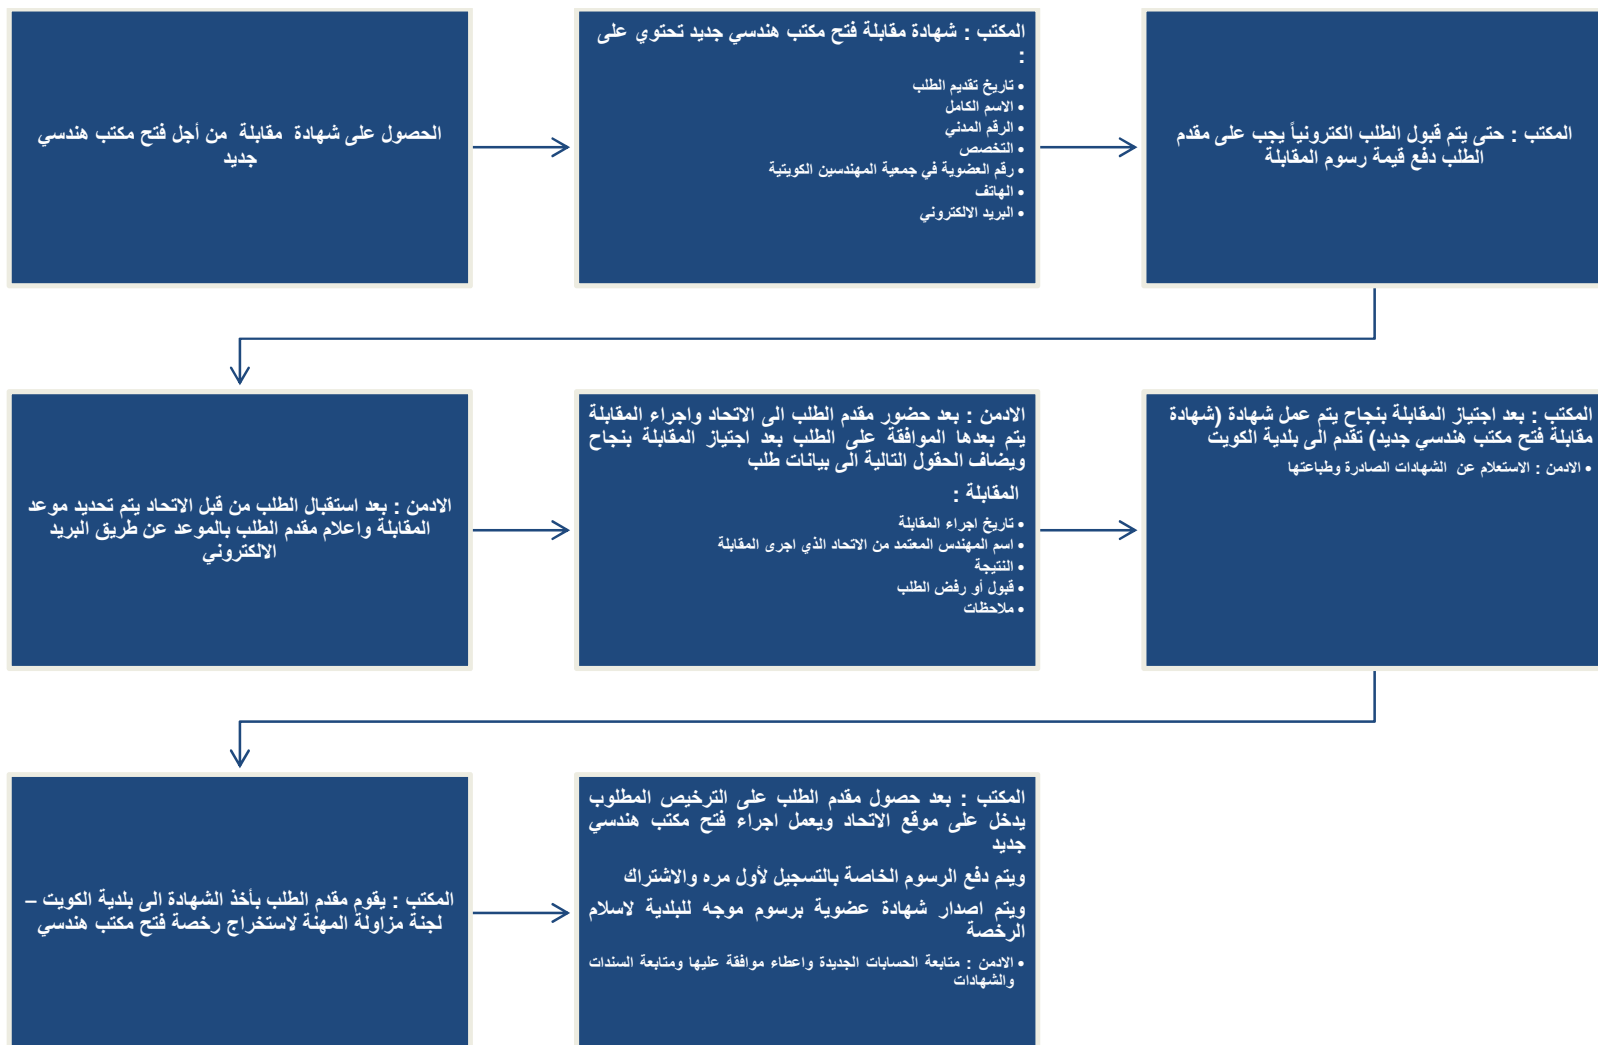 الحصول على شهادة مقابلة من أجل فتح مكتب هندسي
جديد
المكتب : شهادة مقابلة فتح مكتب هندسي جديد تحتوي على
:
• تاريخ تقديم الطلب
• الاسم الكامل
• الرقم المدني
• التخصص
• رقم العضوية في جمعية المهندسين الكويتية
• الهاتف
• البريد الالكتروني
المكتب : حتى يتم قبول الطلب الكترونياً يجب على مقدم
الطلب دفع قيمة رسوم المقابلة
الادمن : بعد استقبال الطلب من قبل الاتحاد يتم تحديد موعد
المقابلة واعلام مقدم الطلب بالموعد عن طريق البريد
الالكتروني
الادمن : بعد حضور مقدم الطلب الى الاتحاد واجراء المقابلة
يتم بعدها الموافقة على الطلب بعد اجتياز المقابلة بنجاح
ويضاف الحقول التالية الى بيانات طلب
المقابلة :
• تاريخ اجراء المقابلة
• اسم المهندس المعتمد من الاتحاد الذي اجرى المقابلة
• النتيجة
• قبول أو رفض الطلب
• ملاحظات
المكتب : بعد اجتياز المقابلة بنجاح يتم عمل شهادة (شهادة
مقابلة فتح مكتب هندسي جديد) تقدم الى بلدية الكويت
• الادمن : الاستعلام عن الشهادات الصادرة وطباعتها
المكتب : يقوم مقدم الطلب بأخذ الشهادة الى بلدية الكويت –
لجنة مزاولة المهنة لاستخراج رخصة فتح مكتب هندسي
المكتب : بعد حصول مقدم الطلب على الترخيص المطلوب
يدخل على موقع الاتحاد ويعمل اجراء فتح مكتب هندسي
جديد
ويتم دفع الرسوم الخاصة بالتسجيل لأول مره والاشتراك
ويتم اصدار شهادة عضوية برسوم موجه للبلدية لاسلام
الرخصة
• الادمن : متابعة الحسابات الجديدة واعطاء موافقة عليها ومتابعة السندات
والشهادات